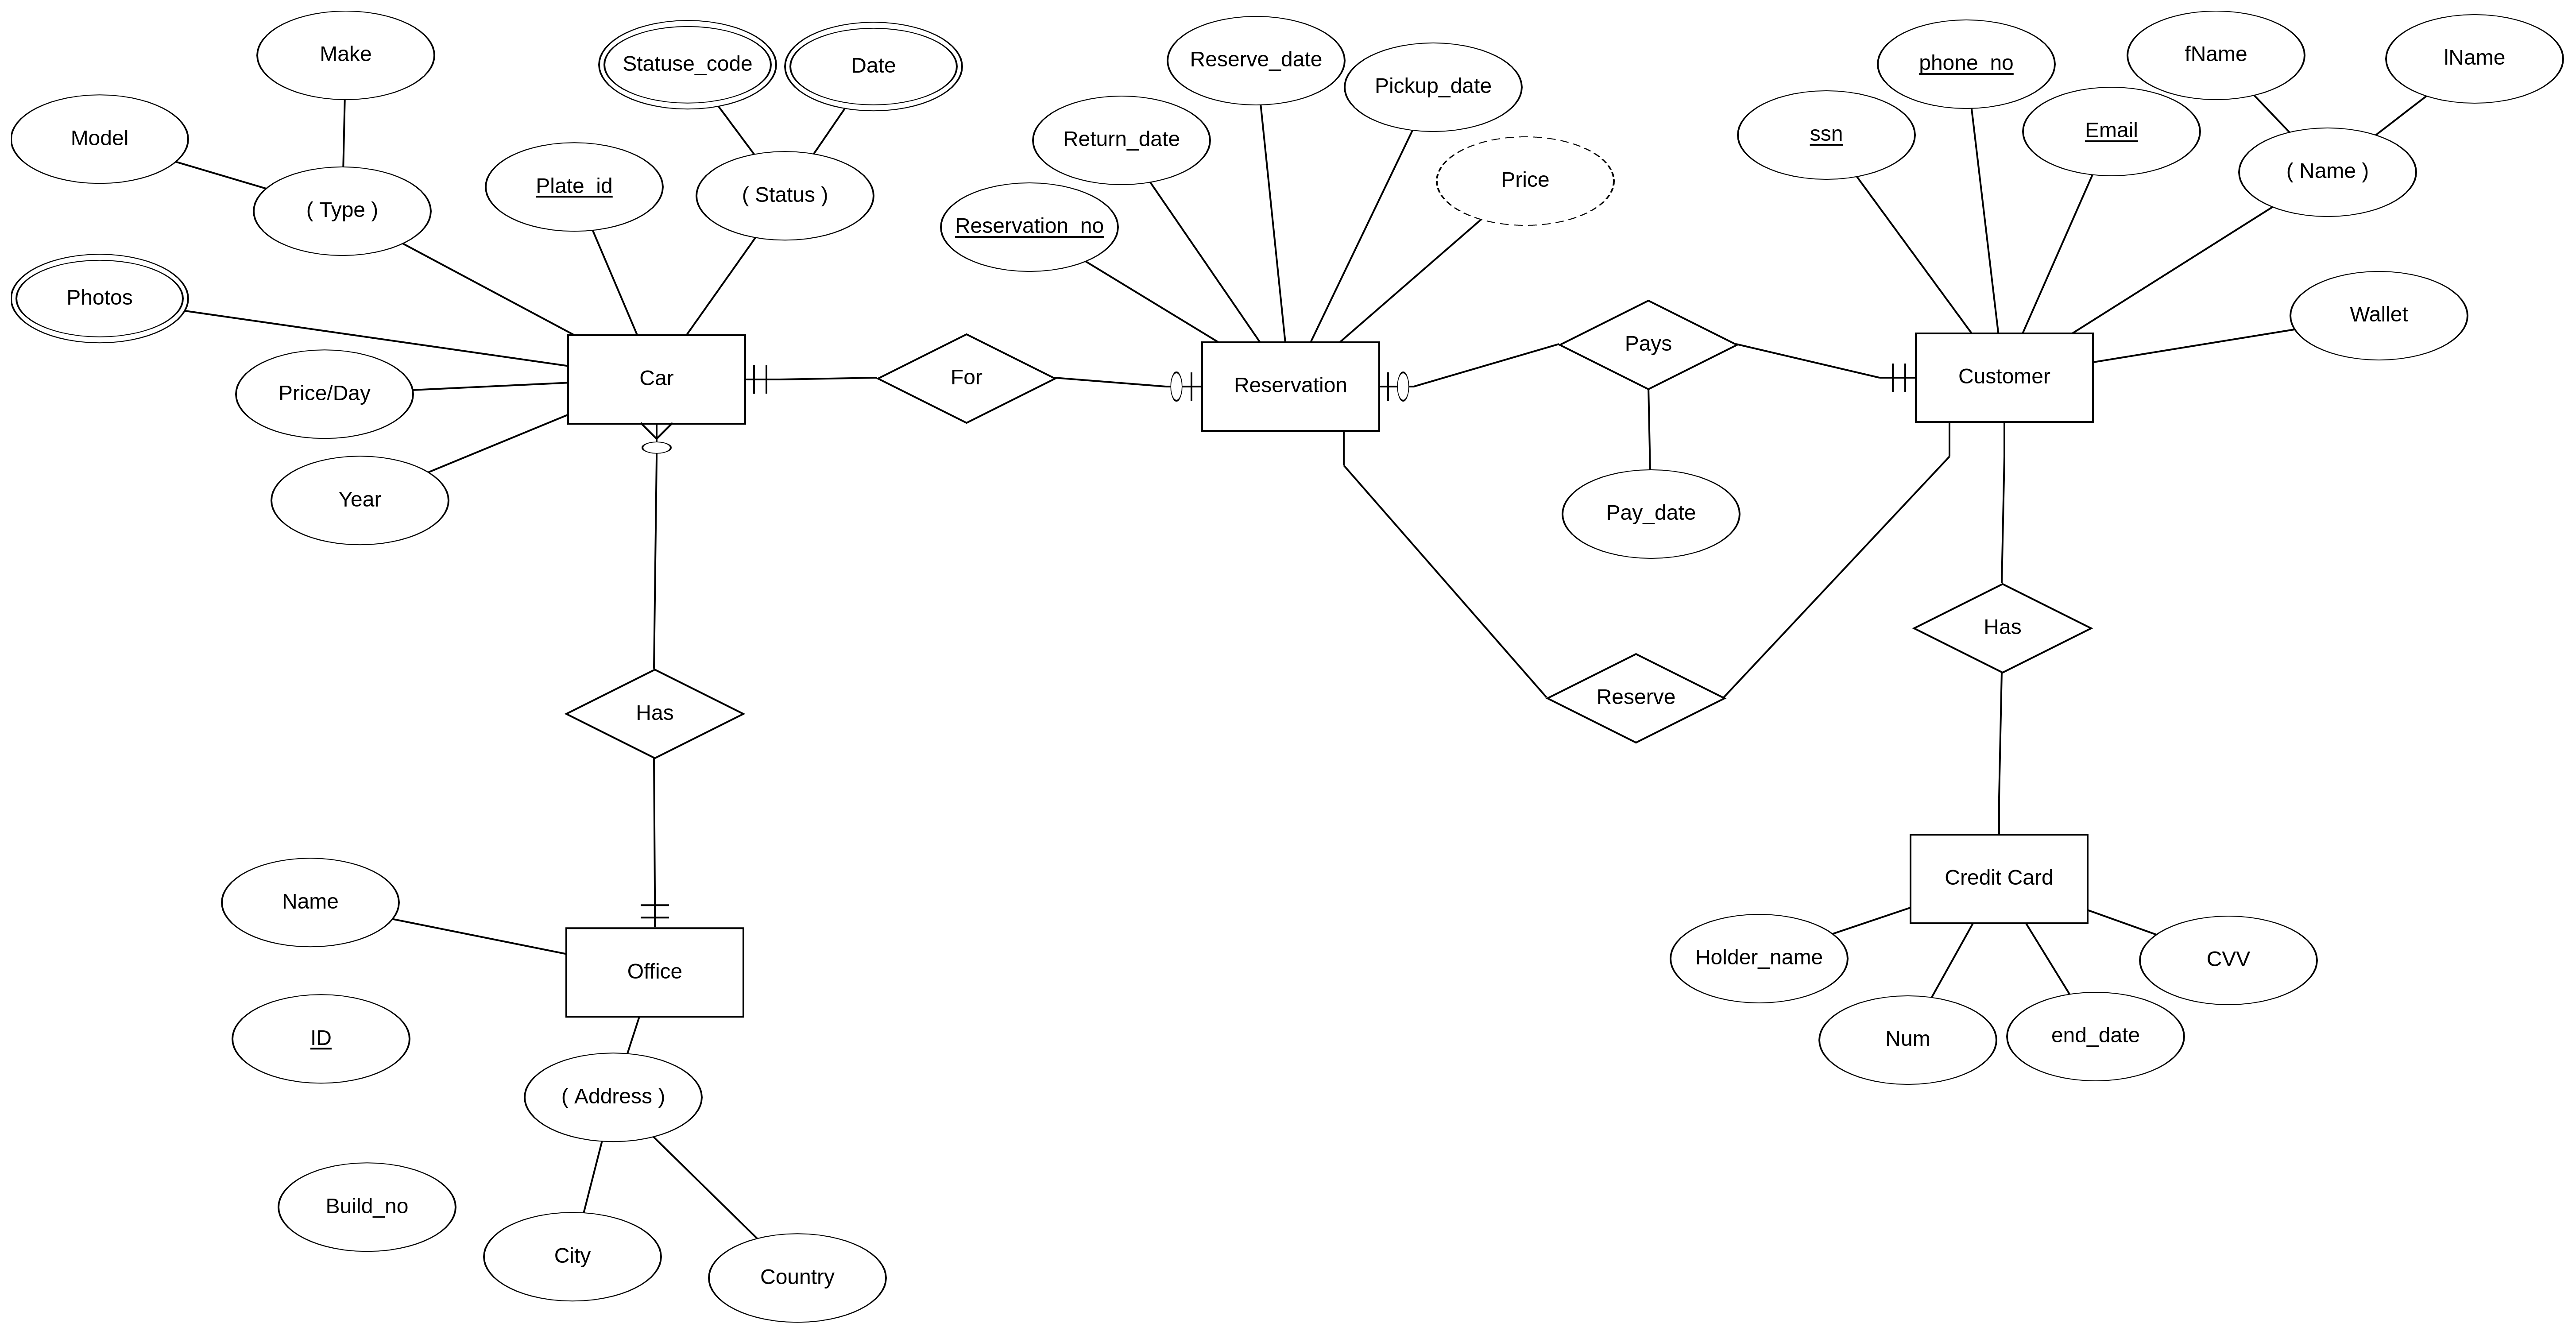 Make
Statuse_code
Date
Reserve_date
Pickup_date
phone_no
fName
lName
Model
Return_date
ssn
Email
( Type )
Plate_id
( Status )
Reservation_no
Price
( Name )
Photos
Wallet
Price/Day
Car
For
Reservation
Pays
Customer
Year
Pay_date
Has
Reserve
Has
Name
Office
Credit Card
Holder_name
CVV
ID
Num
end_date
( Address )
Build_no
City
Country